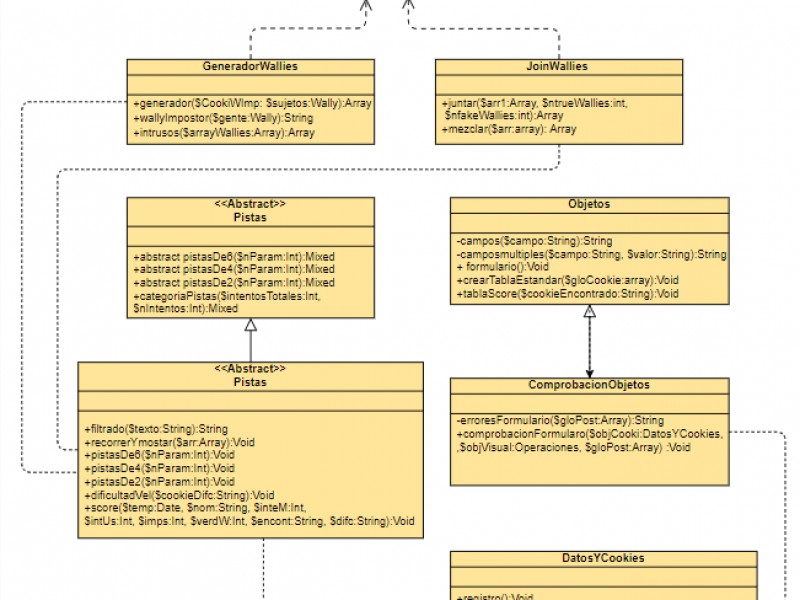 GeneradorWallies
+generador($CookiWImp: $sujetos:Wally):Array
+wallyImpostor($gente:Wally):String
+intrusos($arrayWallies:Array):Array
JoinWallies
+juntar($arr1:Array, $ntrueWallies:int,
$nfakeWallies:int):Array
+mezclar($arr:array): Array
<<Abstract>>
Pistas
+abstract pistasDe6($nParam:Int):Mixed
+abstract pistasDe4($nParam:Int):Mixed
+abstract pistasDe2($nParam:Int):Mixed
+categoriaPistas($intentosTotales:Int,
$nIntentos:Int):Mixed
Objetos
-campos($campo:String):String
-camposmultiples($campo:String, $valor:String):String
+ formulario():Void
+crearTablaEstandar($gloCookie:array):Void
+tablaScore($cookieEncontrado:String):Void
<<Abstract>>
Pistas
+filtrado($texto:String):String
+recorrerYmostar($arr:Array):Void
+pistasDe6($nParam:Int):Void
+pistasDe4($nParam:Int):Void
+pistasDe2($nParam:Int):Void
+dificultadVel($cookieDifc:String):Void
+score($temp:Date, $nom:String, $inteM:Int,
$intUs:Int, $imps:Int, $verdW:Int, $encont:String, $difc:String):Void
ComprobacionObjetos
-erroresFormulario($gloPost:Array):String
+comprobacionFormularo($objCooki:DatosYCookies,
,$objVisual:Operaciones, $gloPost:Array) :Void
DatosYCookies
+registro():Void